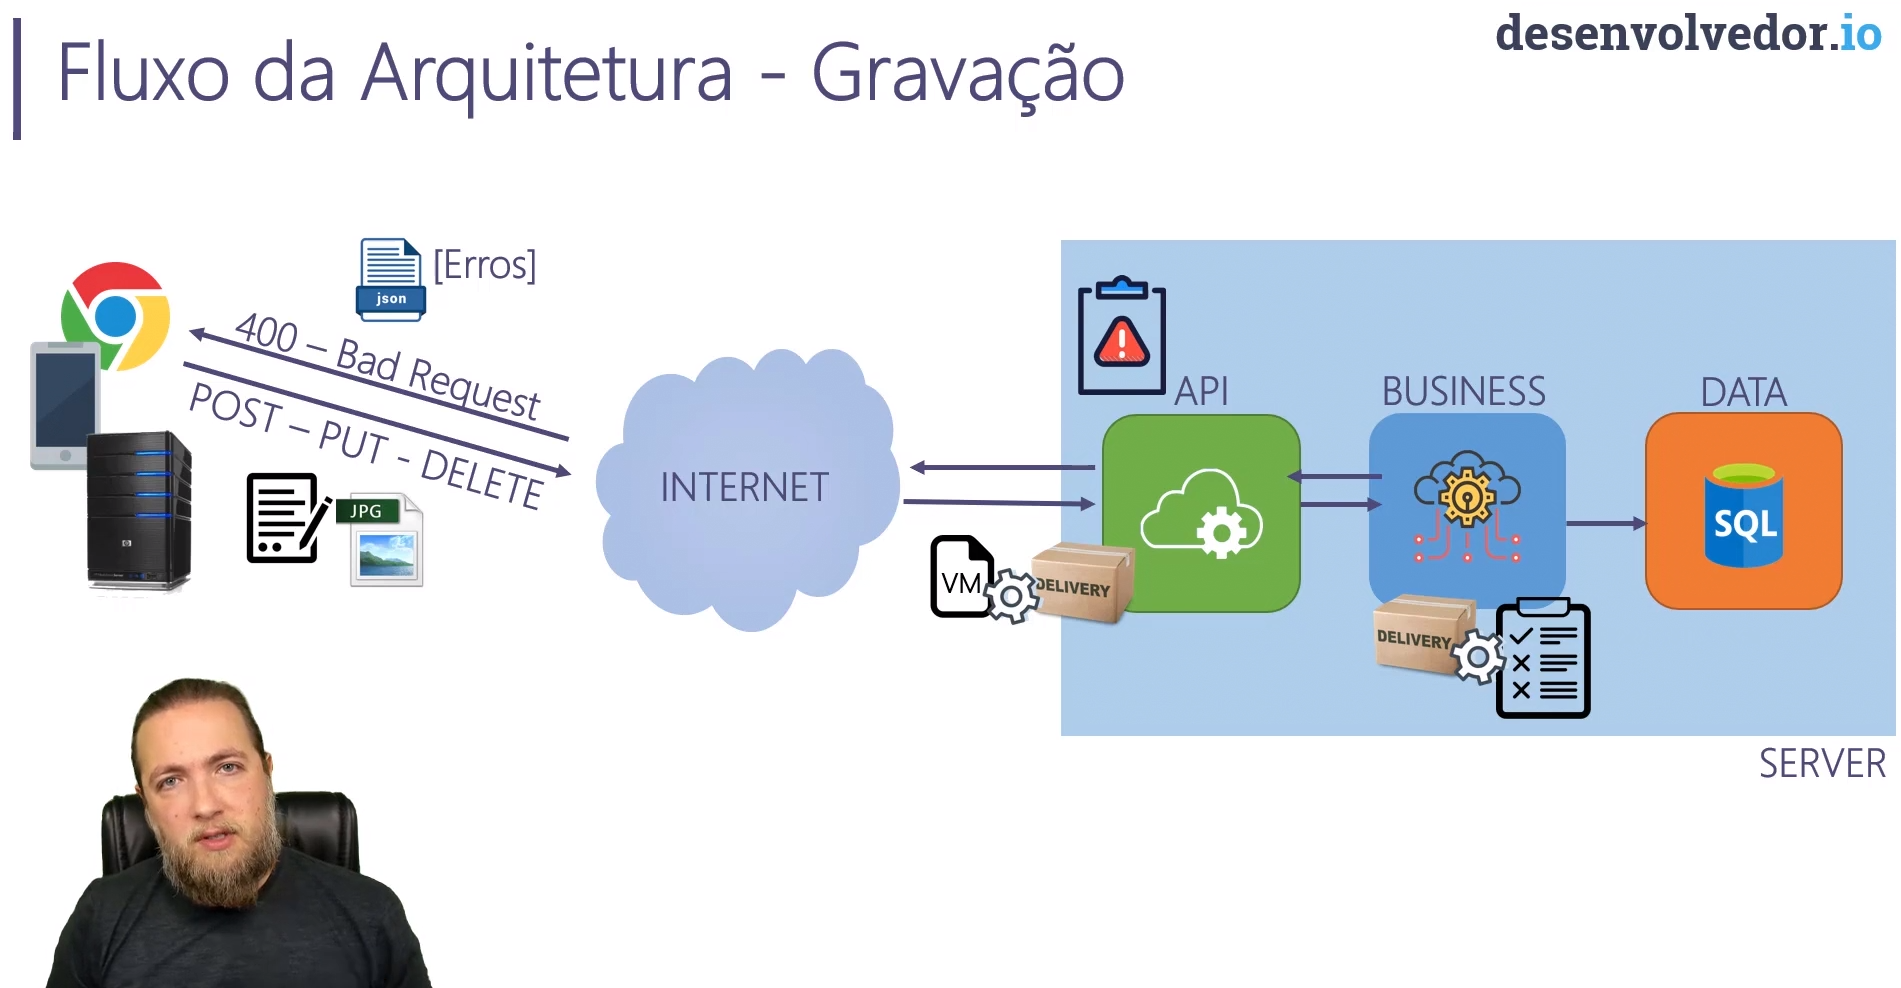 Fluxo da Arquitetura - Gravação
desenvolvedor.io
[Erros]
json
400 – Bad Request
POST – PUT - DELETE
JPG
INTERNET
API
BUSINESS
DATA
SQL
VM
DELIVERY
DELIVERY
SERVER